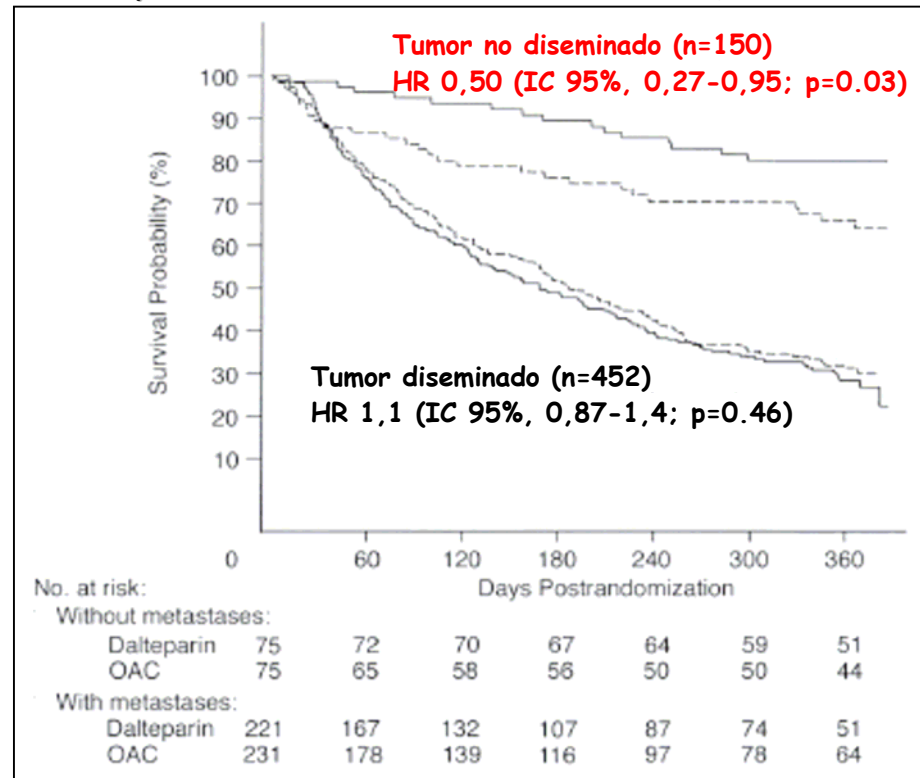 Tumor no diseminado (n=150)
HR 0,50 (IC 95%, 0,27-0,95; p=0.03)
Survival Probability (%)
100
90
80
70
60
50
40
30
20
10
Tumor diseminado (n=452)
HR 1,1 (IC 95%, 0,87-1,4; p=0.46)
0 60 120 180 240 300 360
Days Postrandomization
No. at risk:
Without metastases:
Dalteparin 75 72 70 67 64 59 51
OAC 75 65 58 56 50 50 44
With metastases:
Dalteparin 221 167 132 107 87 74 51
OAC 231 178 139 116 97 78 64